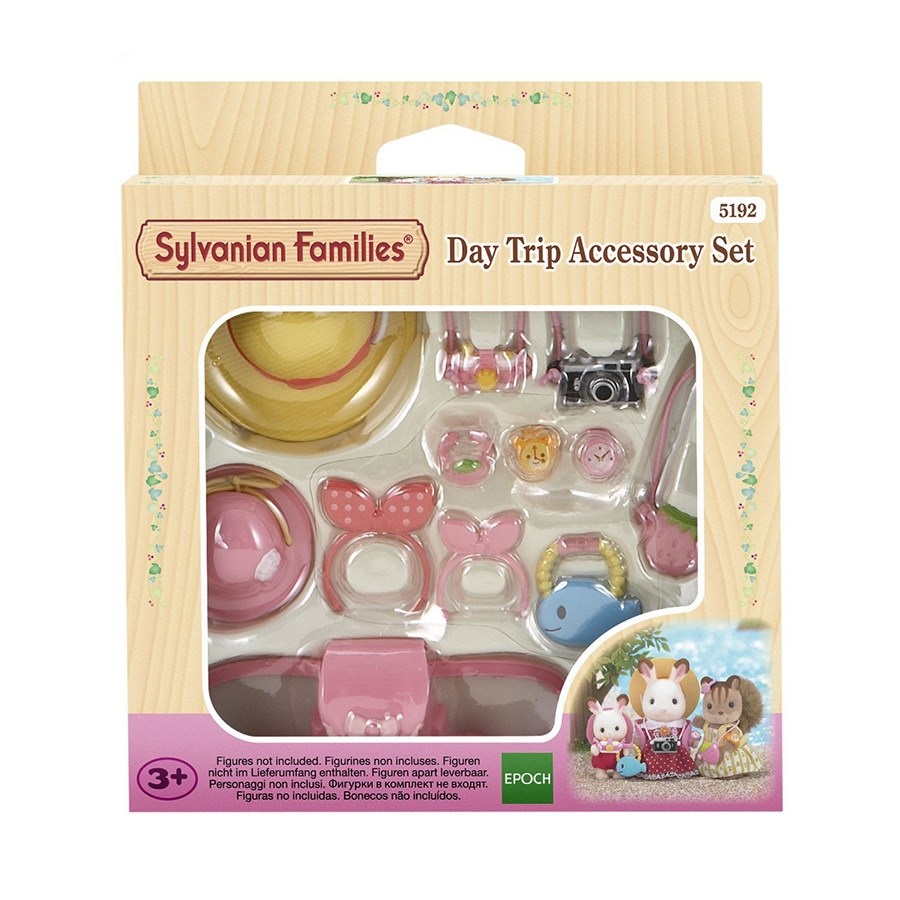 5192
Sylvanian Families®
Day Trip Accessory Set
3+
Figures not included. Figurines non incluses. Figuren
nicht im Lieferumfang enthalten. Figuren apart leverbaar.
Personaggi non inclusi. Фигурки в комплект не входят.
Figuras no incluidas. Bonecos não incluídos.
EPOCH